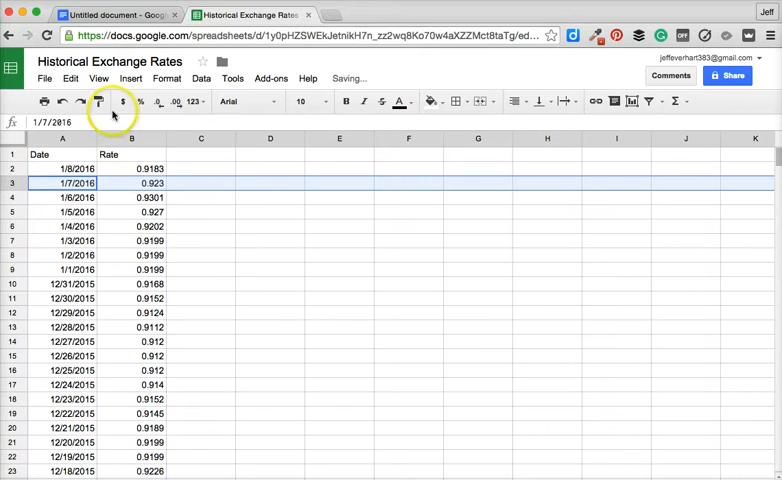 Untitled document - Googl
Historical Exchange Rates
Jeff
https://docs.google.com/spreadsheets/d/1y0pHZSWEkJetnkH7n_zz2wq8Ko70w4aXZZMct8taTg/ed...
Historical Exchange Rates
jeffeverhart383@gmail.com
File Edit View Insert Format Data Tools Add-ons Help Saving...
Comments
Share
$ % .0 .00 123 Arial 10 B I S A
fx 1/7/2016
A B C D E F G H I J K
1 Date Rate
2 1/8/2016 0.9183
3 1/7/2016 0.923
4 1/6/2016 0.9301
5 1/5/2016 0.927
6 1/4/2016 0.9202
7 1/3/2016 0.9199
8 1/2/2016 0.9199
9 1/1/2016 0.9199
10 12/31/2015 0.9168
11 12/30/2015 0.9152
12 12/29/2015 0.9124
13 12/28/2015 0.9112
14 12/27/2015 0.912
15 12/26/2015 0.912
16 12/25/2015 0.912
17 12/24/2015 0.914
18 12/23/2015 0.9152
19 12/22/2015 0.9145
20 12/21/2015 0.9189
21 12/20/2015 0.9199
22 12/19/2015 0.9199
23 12/18/2015 0.9226